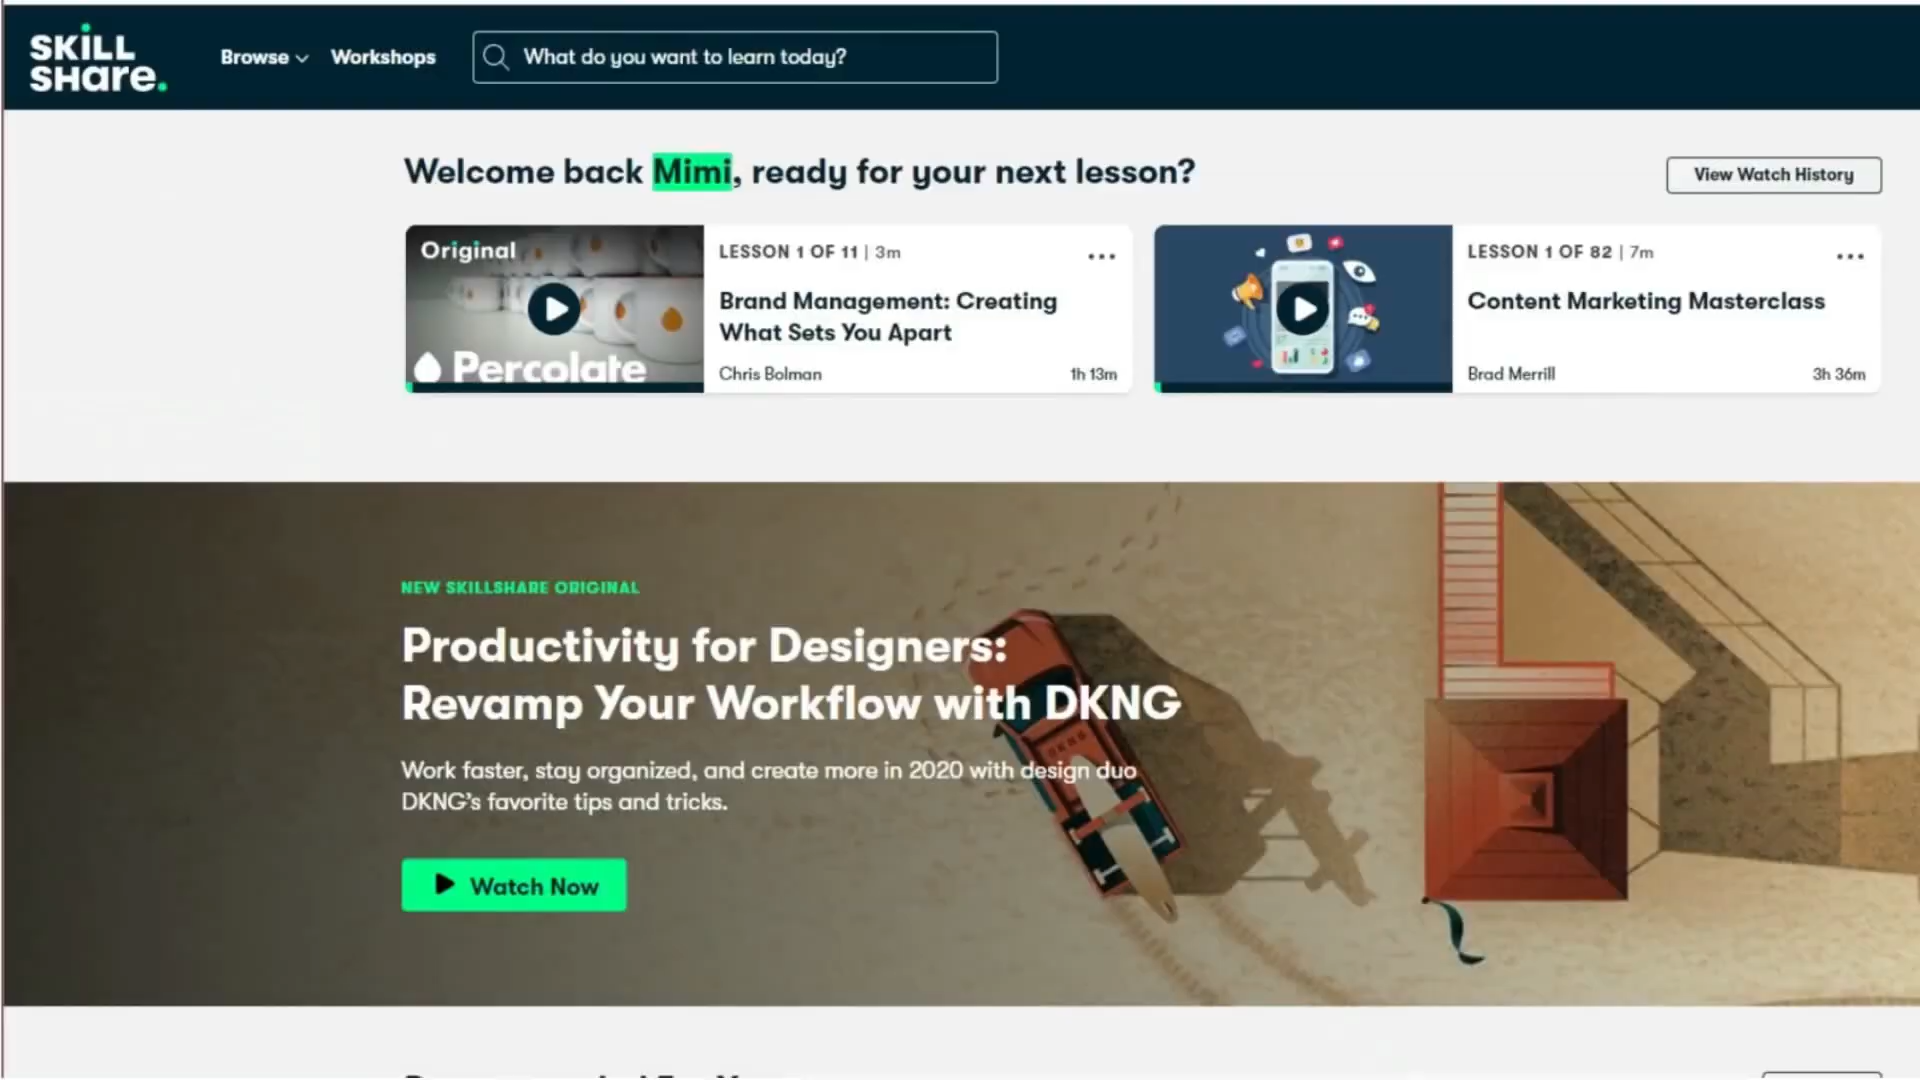 SKILL
SHare.
Browse
Workshops
What do you want to learn today?
Welcome back Mimi, ready for your next lesson?
View Watch History
Original
Percolate
LESSON 1 OF 11 | 3m
Brand Management: Creating
What Sets You Apart
Chris Bolman
1h 13m
LESSON 1 OF 82 | 7m
Content Marketing Masterclass
Brad Merrill
3h 36m
NEW SKILLSHARE ORIGINAL
Productivity for Designers:
Revamp Your Workflow with DKNG
Work faster, stay organized, and create more in 2020 with design duo
DKNG's favorite tips and tricks.
DKNG
Watch Now